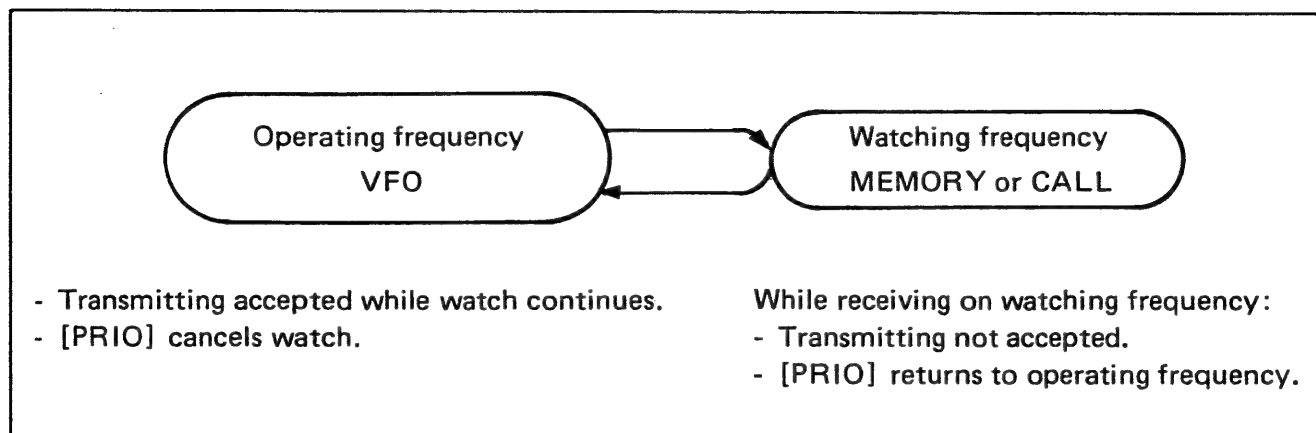 Operating frequency
VFO
Watching frequency
MEMORY or CALL
- Transmitting accepted while watch continues.
- [PRIO] cancels watch.
While receiving on watching frequency:
- Transmitting not accepted.
- [PRIO] returns to operating frequency.